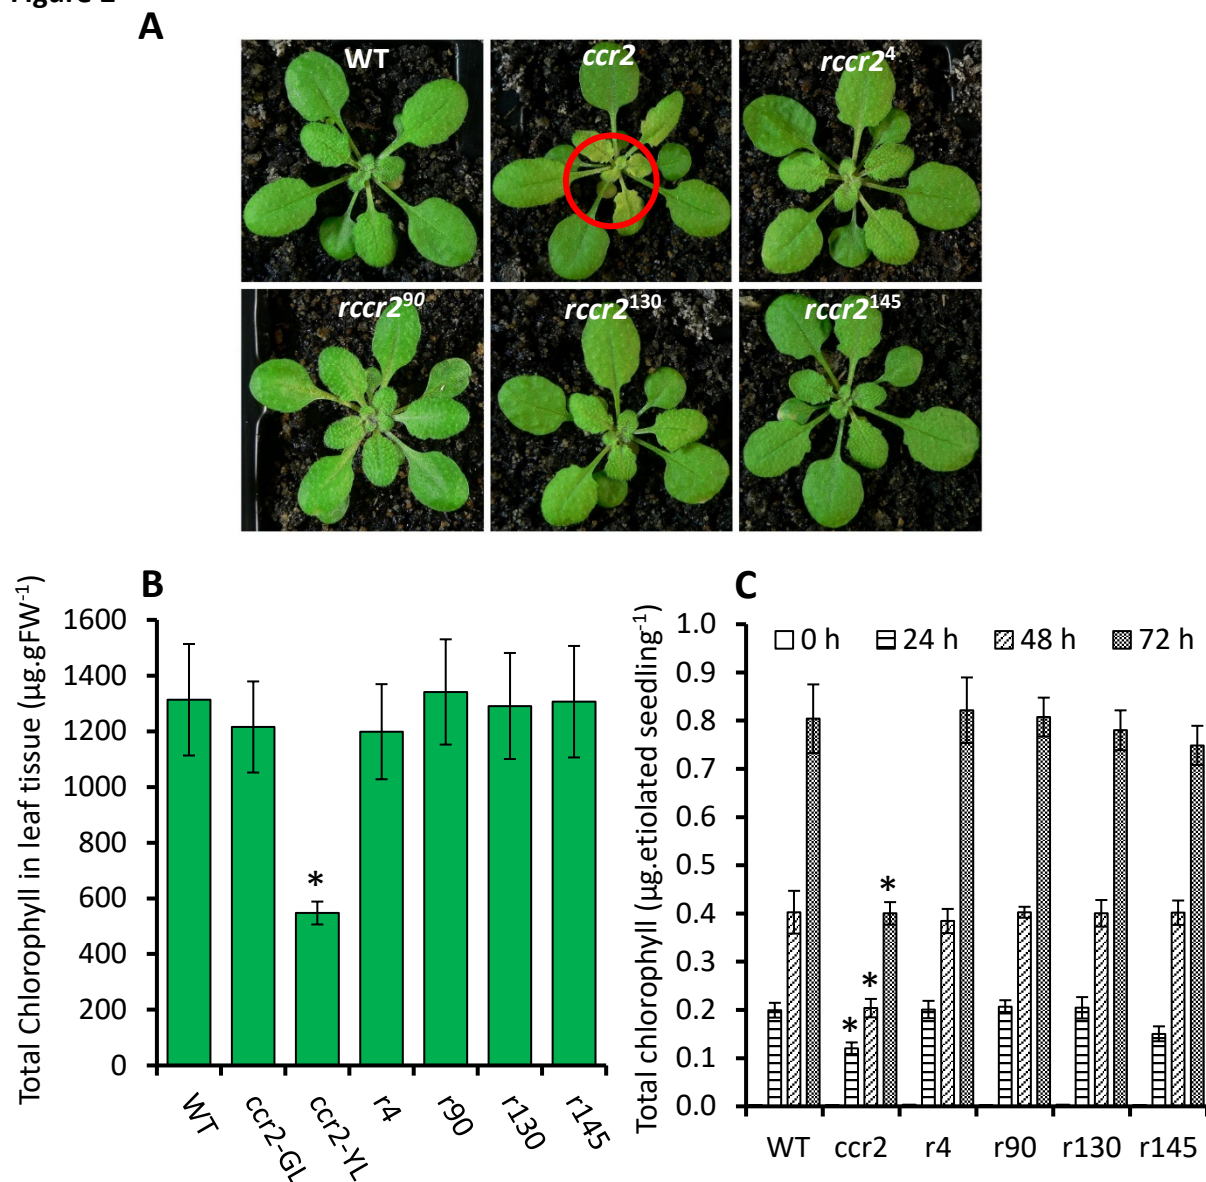 Figure 2
A
WT
ccr2
rccr2⁴
rccr2⁹⁰
rccr2¹³⁰
rccr2¹⁴⁵
B
Total Chlorophyll in leaf tissue (µg.gFW⁻¹)
1600
1400
1200
1000
800
600
400
200
0
*
WT
ccr2-GL
ccr2-YL
r4
r90
r130
r145
C
Total chlorophyll (µg.etiolated seedling⁻¹)
1.0
0.9
0.8
0.7
0.6
0.5
0.4
0.3
0.2
0.1
0.0
0 h 24 h 48 h 72 h
*
*
*
WT ccr2 r4 r90 r130 r145